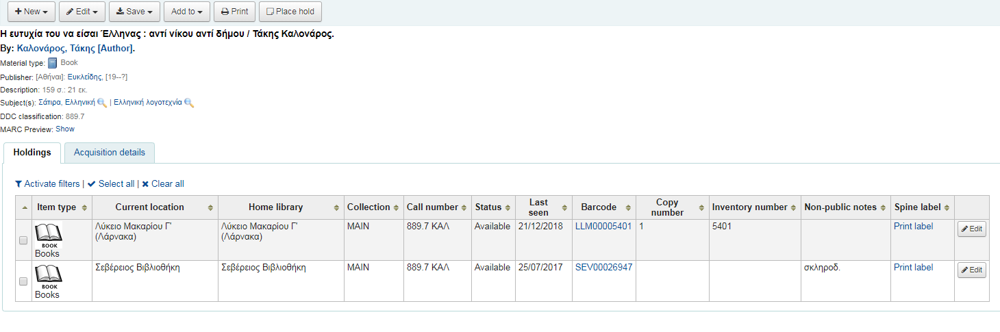 New Edit Save Add to Print Place hold
Η ευτυχία του να είσαι Έλληνας : αντί νίκου αντί δήμου / Τάκης Καλονάρος.
By: Καλονάρος, Τάκης [Author].
Material type: Book
Publisher: [Αθήναι]: Ευκλείδης, [19--?]
Description: 159 σ.: 21 εκ.
Subject(s): Σάτιρα, Ελληνική | Ελληνική λογοτεχνία
DDC classification: 889.7
MARC Preview: Show
Holdings Acquisition details
Activate filters | Select all | Clear all
Item type Current location Home library Collection Call number Status Last seen Barcode Copy number Inventory number Non-public notes Spine label
BOOK Books Λύκειο Μακαρίου Γ' (Λάρνακα) Λύκειο Μακαρίου Γ' (Λάρνακα) MAIN 889.7 ΚΑΛ Available 21/12/2018 LLM00005401 1 5401 Print label Edit
BOOK Books Σεβέρειος Βιβλιοθήκη Σεβέρειος Βιβλιοθήκη MAIN 889.7 ΚΑΛ Available 25/07/2017 SEV00026947 σκληροδ. Print label Edit